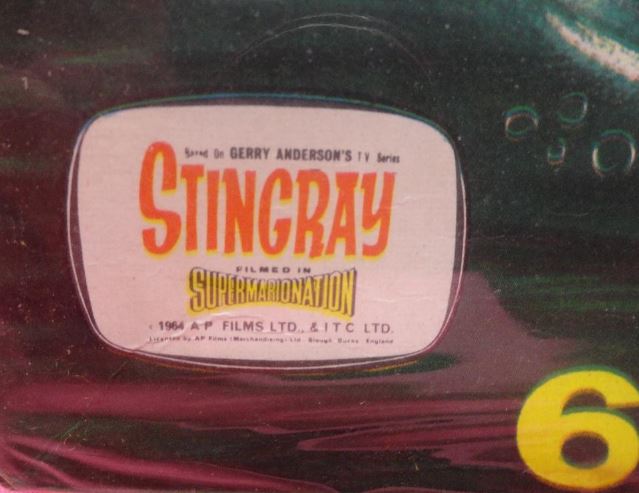 Based On GERRY ANDERSON'S TV Series
STINGRAY
FILMED IN
SUPERMARIONATION
c 1964 A P FILMS LTD., & I T C LTD.
Licensed by AP Films (Merchandising) Ltd. Slough Bucks England
6